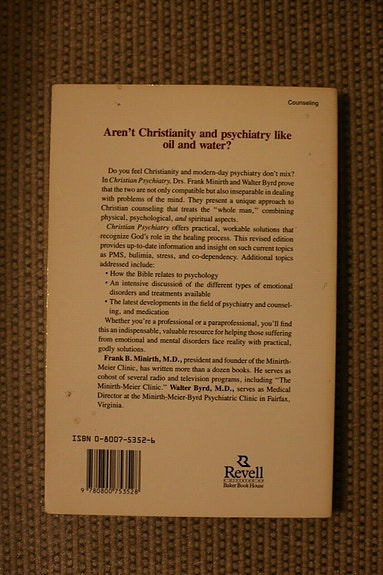 Counseling
Aren't Christianity and psychiatry like
oil and water?
Do you feel Christianity and modern-day psychiatry don't mix?
In Christian Psychiatry, Drs. Frank Minirth and Walter Byrd prove
that the two are not only compatible but also inseparable in dealing
with problems of the mind. They present a unique approach to
Christian counseling that treats the "whole man," combining
physical, psychological, and spiritual aspects.
Christian Psychiatry offers practical, workable solutions that
recognize God's role in the healing process. This revised edition
provides up-to-date information and insight on such current topics
as PMS, bulimia, stress, and co-dependency. Additional topics
addressed include:
• How the Bible relates to psychology
• An intensive discussion of the different types of emotional
disorders and treatments available
• The latest developments in the field of psychiatry and counsel-
ing, and medication
Whether you're a professional or a paraprofessional, you'll find
this an indispensable, valuable resource for helping those suffering
from emotional and mental disorders face reality with practical,
godly solutions.
Frank B. Minirth, M.D., president and founder of the Minirth-
Meier Clinic, has written more than a dozen books. He serves as
cohost of several radio and television programs, including "The
Minirth-Meier Clinic." Walter Byrd, M.D., serves as Medical
Director at the Minirth-Meier-Byrd Psychiatric Clinic in Fairfax,
Virginia.
ISBN 0-8007-5352-6
9 780800 753528
Revell
Baker Book House